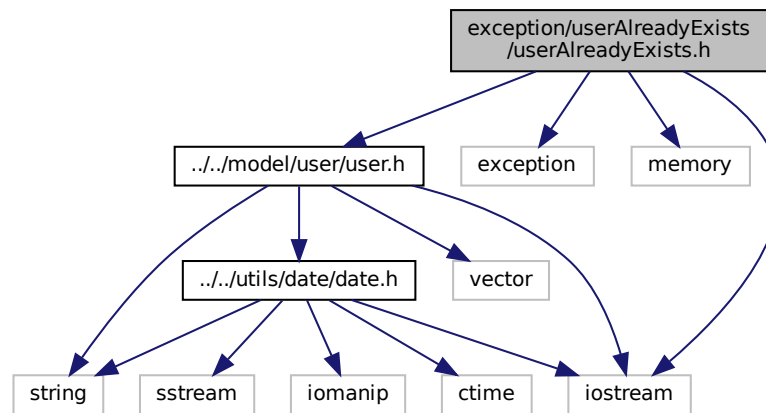 exception/userAlreadyExists
/userAlreadyExists.h
../../model/user/user.h
exception
memory
../../utils/date/date.h
vector
string
sstream
iomanip
ctime
iostream